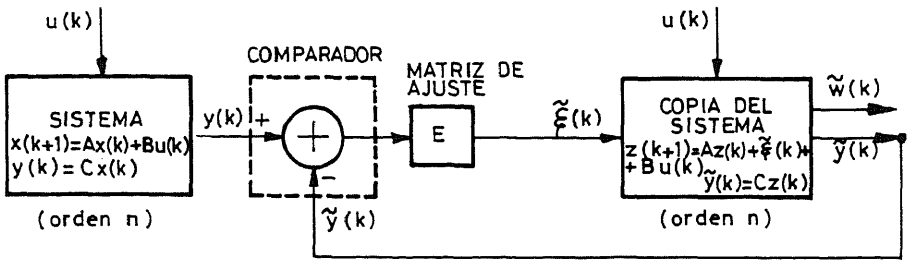 u(k)
SISTEMA
x(k+1)=Ax(k)+Bu(k)
y(k)=Cx(k)
(orden n)
y(k)
COMPARADOR
+
+
−
ỹ(k)
MATRIZ DE
AJUSTE
E
ξ̃(k)
u(k)
COPIA DEL
SISTEMA
z(k+1)=Az(k)+ξ̃(k)+
+Bu(k)
ỹ(k)=Cz(k)
(orden n)
w̃(k)
ỹ(k)